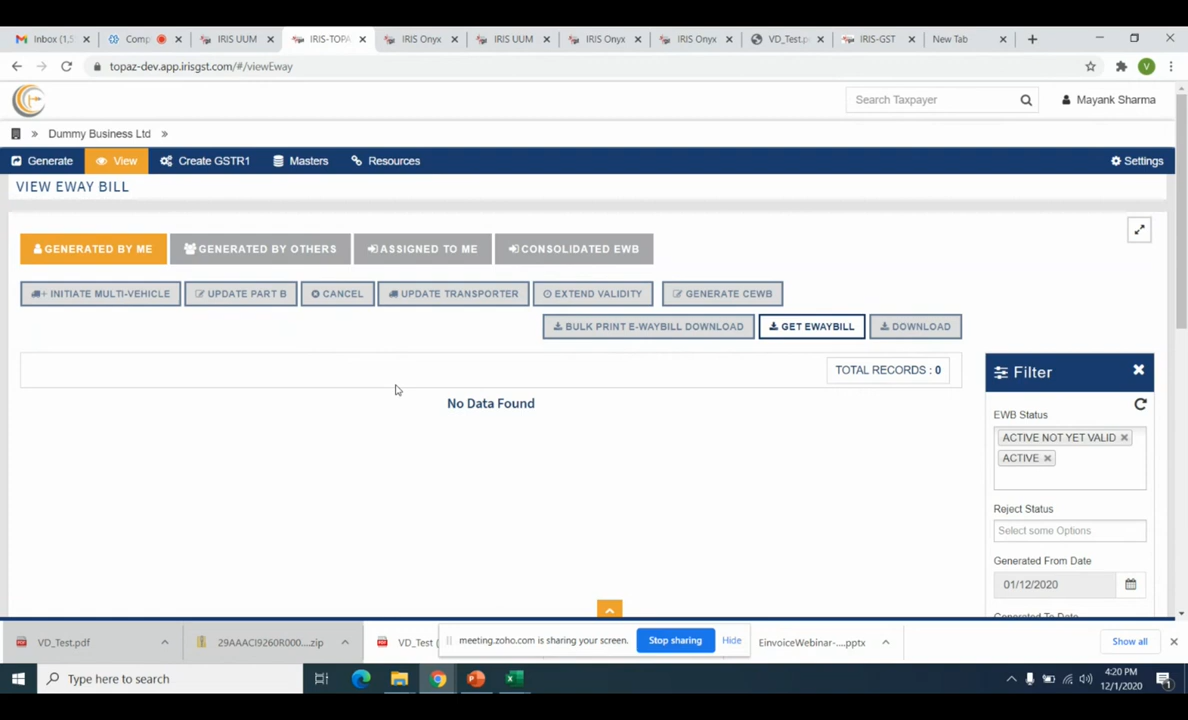 Inbox (1,5
Comp
IRIS UUM
IRIS-TOPA
IRIS Onyx
IRIS UUM
IRIS Onyx
IRIS Onyx
VD_Test.p
IRIS-GST
New Tab
topaz-dev.app.irisgst.com/#/viewEway
V
Search Taxpayer
Mayank Sharma
» Dummy Business Ltd »
Generate
View
Create GSTR1
Masters
Resources
Settings
VIEW EWAY BILL
GENERATED BY ME
GENERATED BY OTHERS
ASSIGNED TO ME
CONSOLIDATED EWB
INITIATE MULTI-VEHICLE
UPDATE PART B
CANCEL
UPDATE TRANSPORTER
EXTEND VALIDITY
GENERATE CEWB
BULK PRINT E-WAYBILL DOWNLOAD
GET EWAYBILL
DOWNLOAD
TOTAL RECORDS : 0
No Data Found
Filter
EWB Status
ACTIVE NOT YET VALID
ACTIVE
Reject Status
Select some Options
Generated From Date
01/12/2020
Generated To Date
VD_Test.pdf
29AAACI9260R000....zip
VD_Test (
meeting.zoho.com is sharing your screen.
Stop sharing
Hide
EinvoiceWebinar-....pptx
Show all
Type here to search
4:20 PM
12/1/2020
1